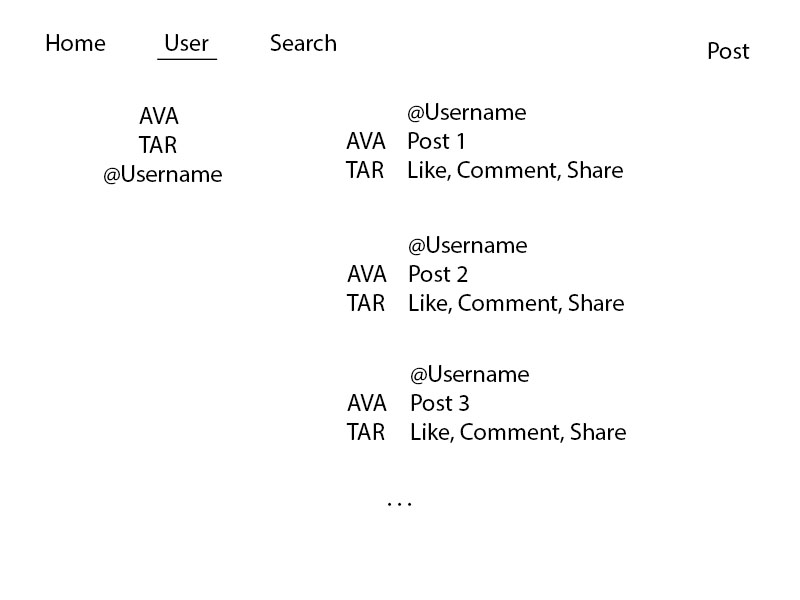 Home User Search Post
AVA
TAR
@Username
@Username
AVA Post 1
TAR Like, Comment, Share
@Username
AVA Post 2
TAR Like, Comment, Share
@Username
AVA Post 3
TAR Like, Comment, Share
...